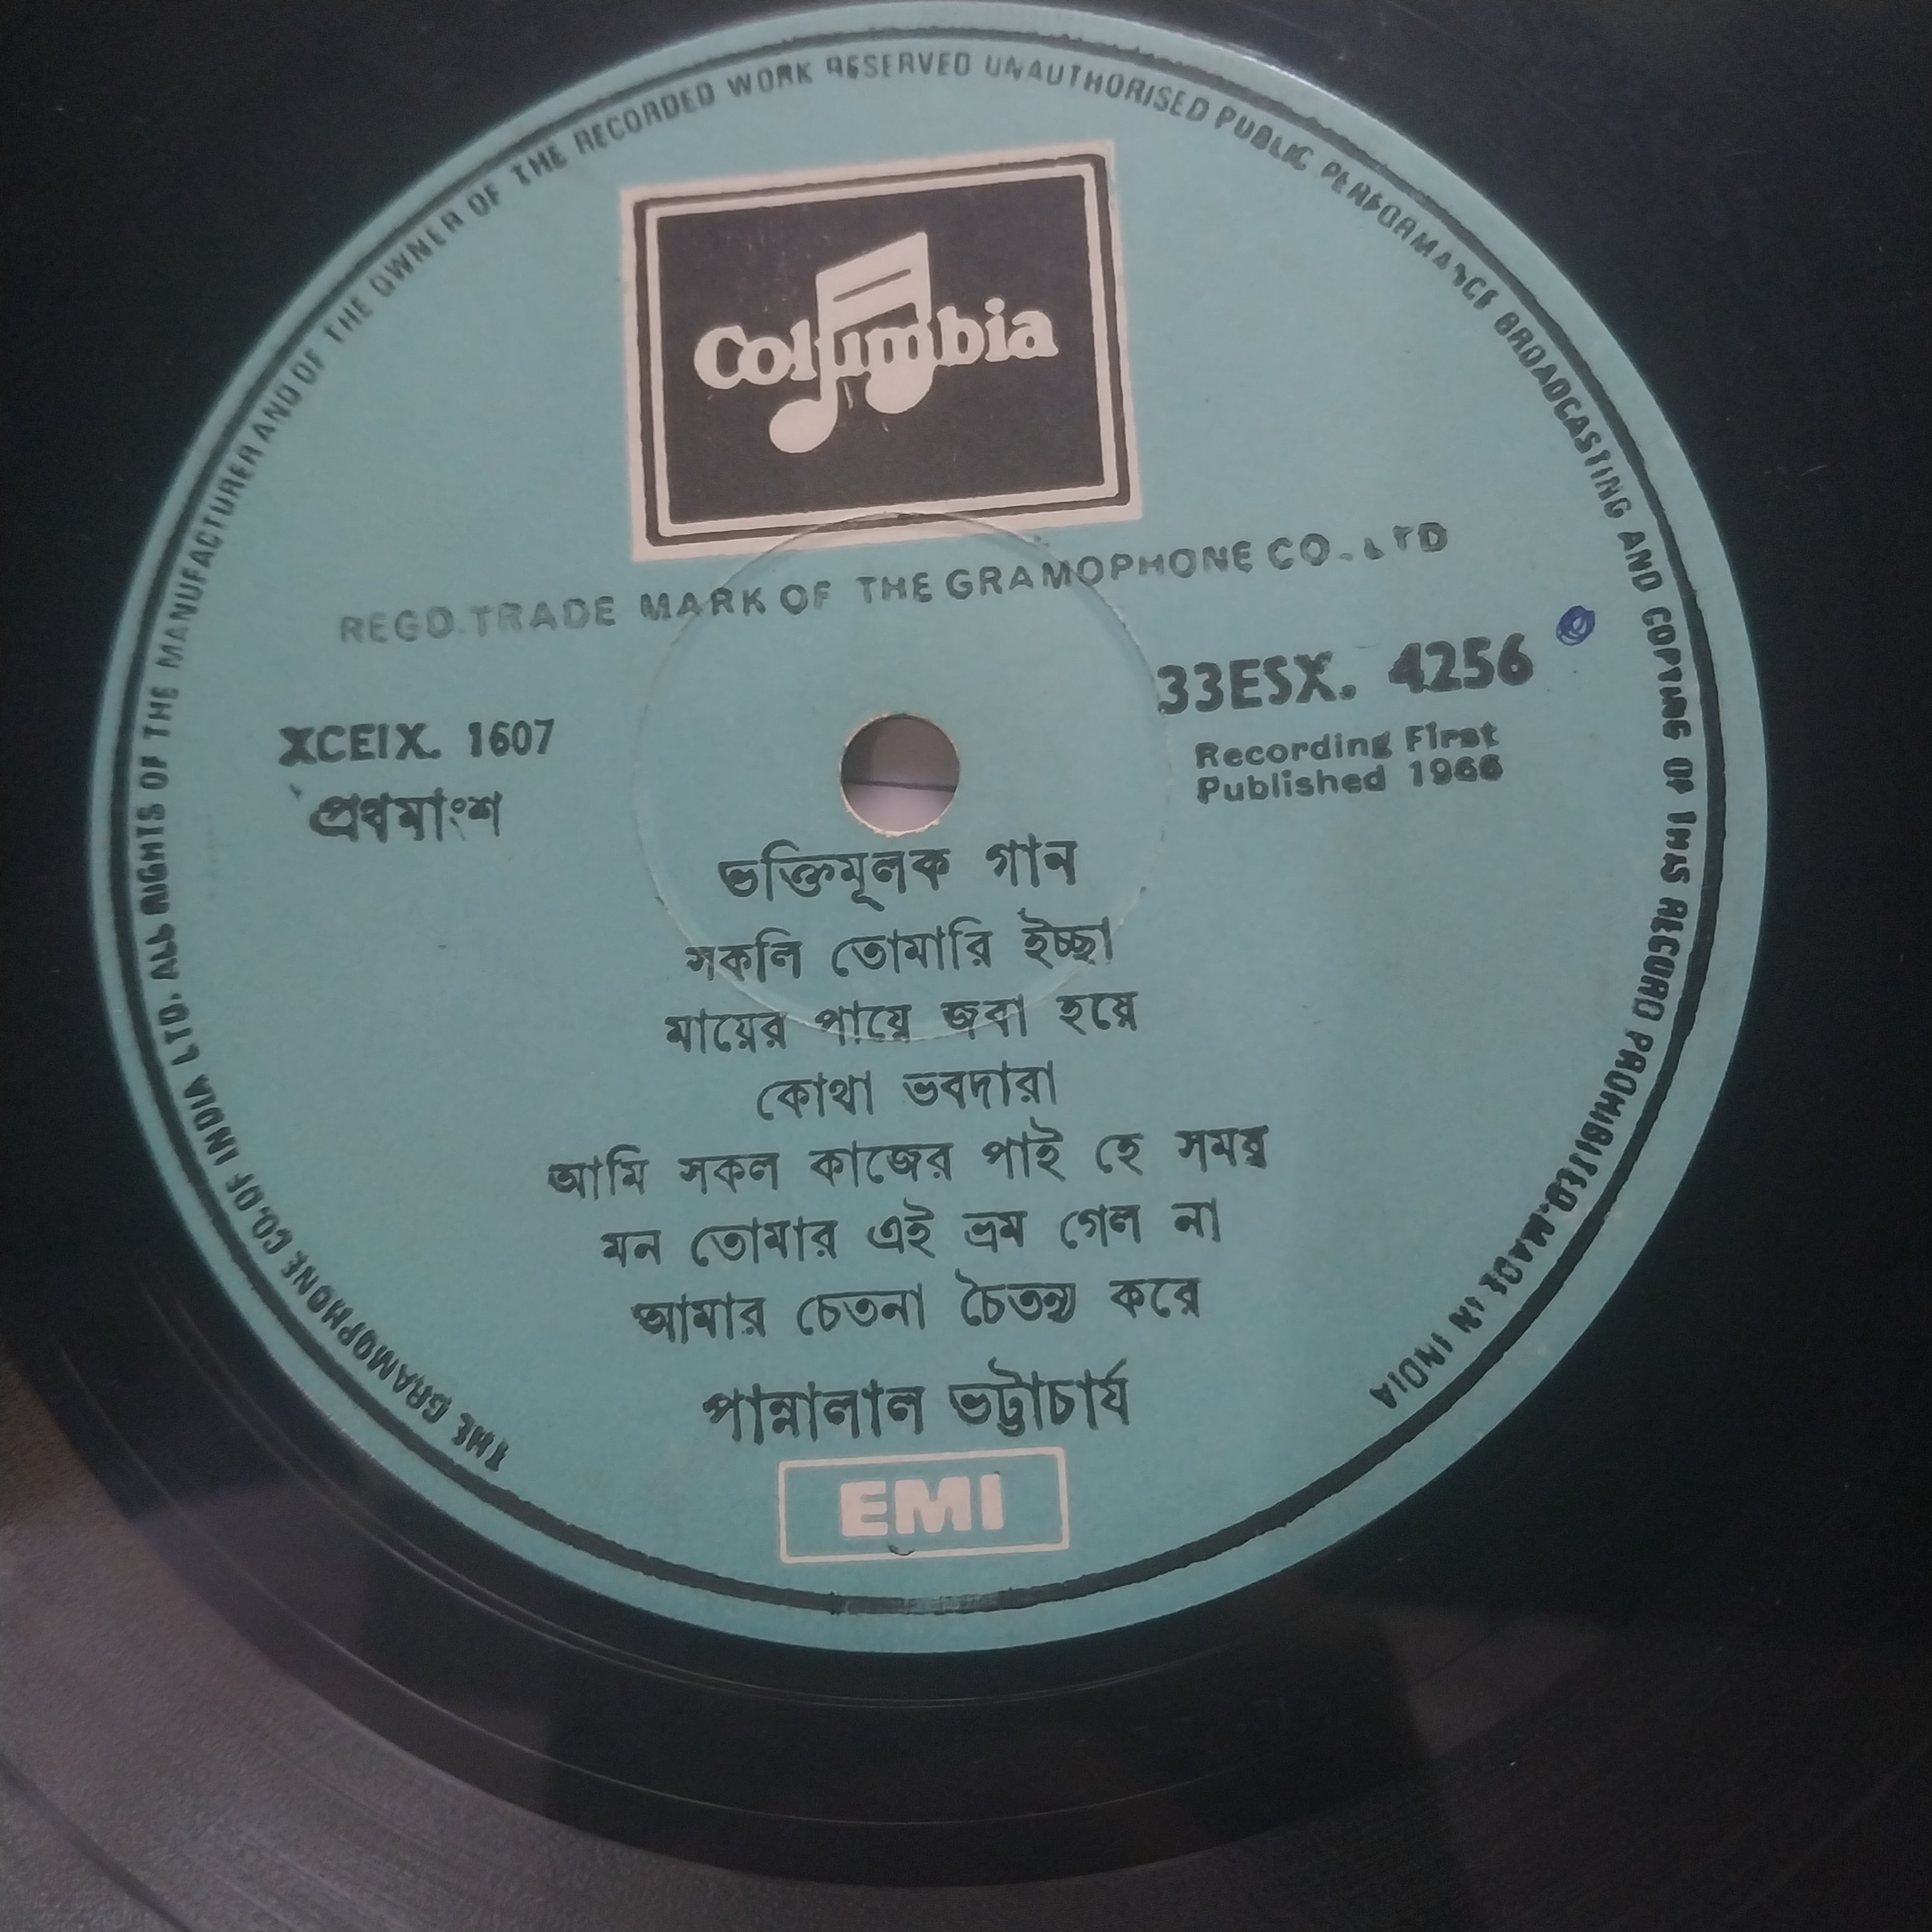 THE GRAMOPHONE CO. OF INDIA LTD. ALL RIGHTS OF THE MANUFACTURER AND OF THE OWNER OF THE RECORDED WORK RESERVED UNAUTHORISED PUBLIC PERFORMANCE BROADCASTING AND COPYING OF THIS RECORD PROHIBITED. MADE IN INDIA
Columbia
REGD. TRADE MARK OF THE GRAMOPHONE CO. LTD
33ESX. 4256
XCEIX. 1607
Recording First
Published 1966
প্রথমাংশ
ভক্তিমূলক গান
সকলি তোমারি ইচ্ছা
মায়ের পায়ে জবা হয়ে
কোথা ভবদারা
আমি সকল কাজের পাই হে সময়
মন তোমার এই ভ্রম গেল না
আমার চেতনা চৈতন্য করে
পান্নালাল ভট্টাচার্য
EMI